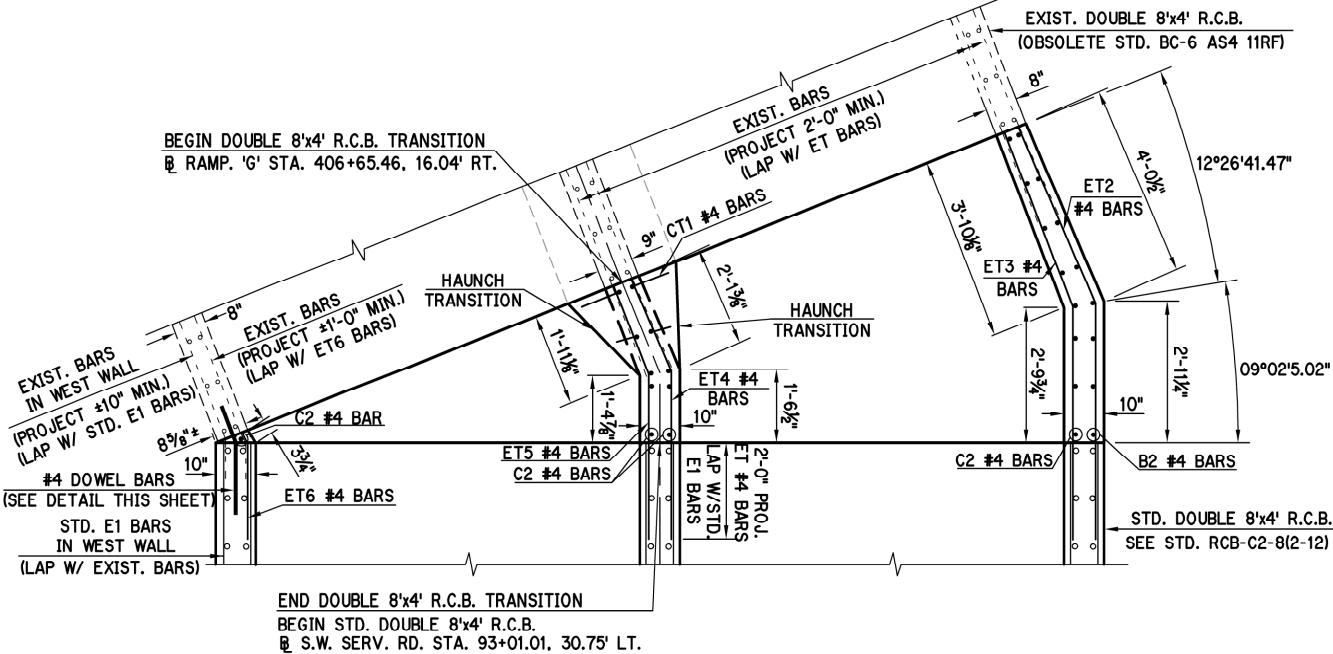 EXIST. DOUBLE 8'x4' R.C.B.
(OBSOLETE STD. BC-6 AS4 11RF)
8"
EXIST. BARS
(PROJECT 2'-0" MIN.)
(LAP W/ ET BARS)
BEGIN DOUBLE 8'x4' R.C.B. TRANSITION
℔ RAMP. 'G' STA. 406+65.46, 16.04' RT.
12°26'41.47"
4'-0½"
ET2
#4 BARS
3'-10⅛"
9"
CT1 #4 BARS
ET3 #4
BARS
HAUNCH
TRANSITION
2'-1⅜"
HAUNCH
TRANSITION
8"
EXIST. BARS
(PROJECT ±1'-0" MIN.)
(LAP W/ ET6 BARS)
1'-11⅛"
EXIST. BARS
IN WEST WALL
(PROJECT ±10" MIN.)
(LAP W/ STD. E1 BARS)
2'-9¾"
2'-11¼"
09°02'5.02"
ET4 #4
BARS
1'-6½"
1'-4⅞"
10"
10"
C2 #4 BAR
8⅝"±
3¾"
10"
ET5 #4 BARS
C2 #4 BARS
C2 #4 BARS
B2 #4 BARS
#4 DOWEL BARS
(SEE DETAIL THIS SHEET)
ET6 #4 BARS
2'-0" PROJ.
ET #4 BARS
LAP W/STD.
E1 BARS
STD. E1 BARS
IN WEST WALL
(LAP W/ EXIST. BARS)
STD. DOUBLE 8'x4' R.C.B.
SEE STD. RCB-C2-8(2-12)
END DOUBLE 8'x4' R.C.B. TRANSITION
BEGIN STD. DOUBLE 8'x4' R.C.B.
℔ S.W. SERV. RD. STA. 93+01.01, 30.75' LT.